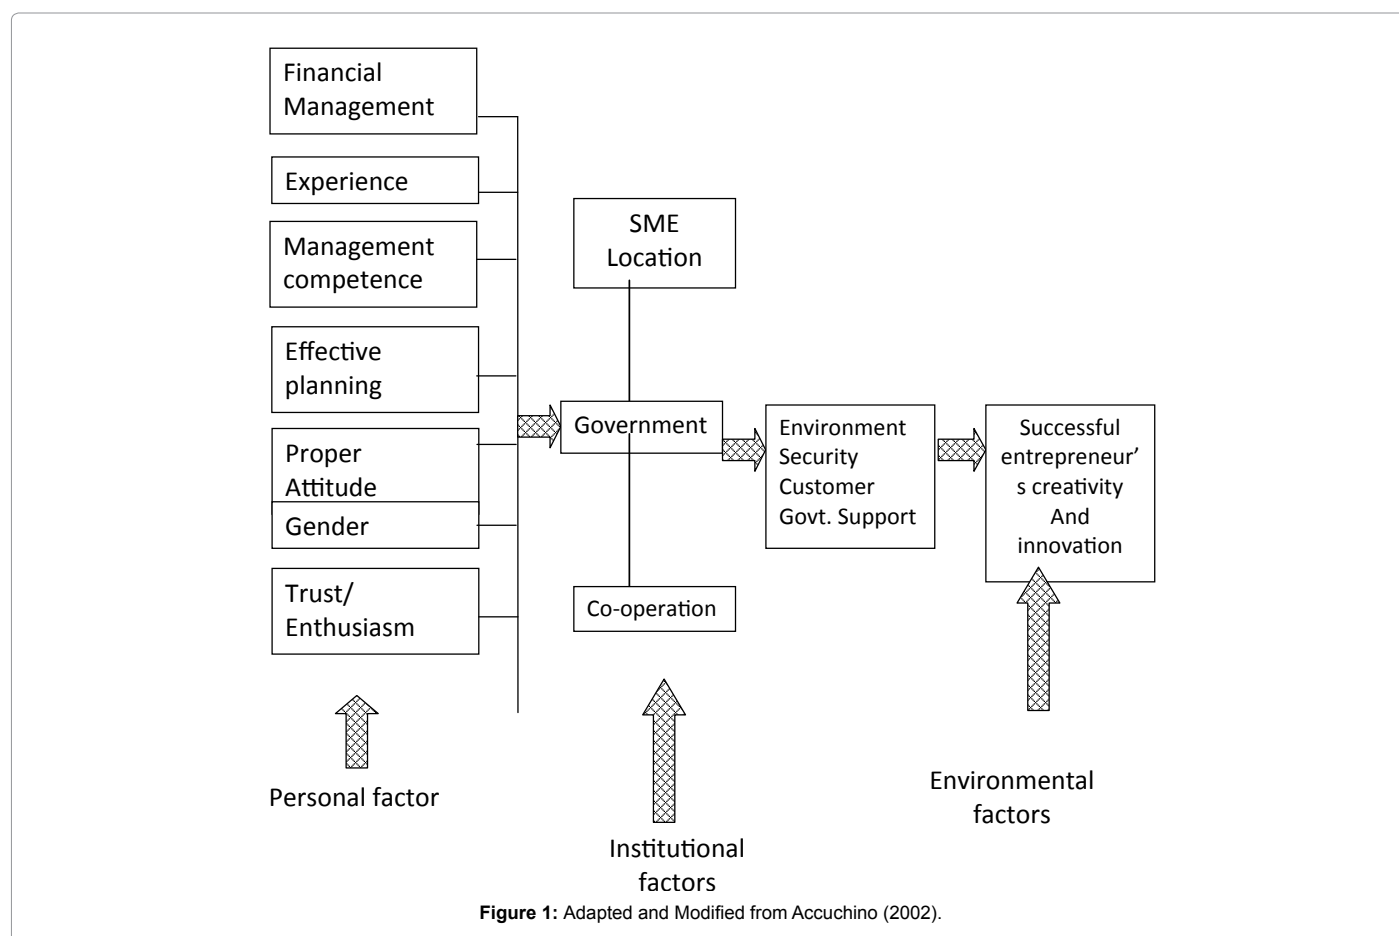 Financial
Management
Experience
Management
competence
Effective
planning
Proper
Attitude
Gender
Trust/
Enthusiasm
Personal factor
SME
Location
Government
Co-operation
Institutional
factors
Environment
Security
Customer
Govt. Support
Successful
entrepreneur'
s creativity
And
innovation
Environmental
factors
Figure 1: Adapted and Modified from Accuchino (2002).